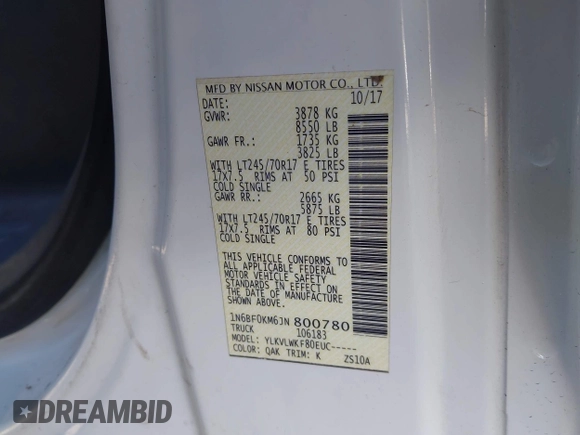 MFD BY NISSAN MOTOR CO., LTD.
DATE: 10/17
GVWR: 3878 KG
8550 LB
GAWR FR.: 1735 KG
3825 LB
WITH LT245/70R17 E TIRES
17X7.5 RIMS AT 50 PSI
COLD SINGLE
GAWR RR.: 2665 KG
5875 LB
WITH LT245/70R17 E TIRES
17X7.5 RIMS AT 80 PSI
COLD SINGLE
THIS VEHICLE CONFORMS TO
ALL APPLICABLE FEDERAL
MOTOR VEHICLE SAFETY
STANDARDS IN EFFECT ON
THE DATE OF MANUFACTURE
SHOWN ABOVE.
1N6BF0KM6JN800780
TRUCK 106183
MODEL: YLKVLWKF80EUC-----
COLOR: QAK TRIM: K ZS10A
DREAMBID